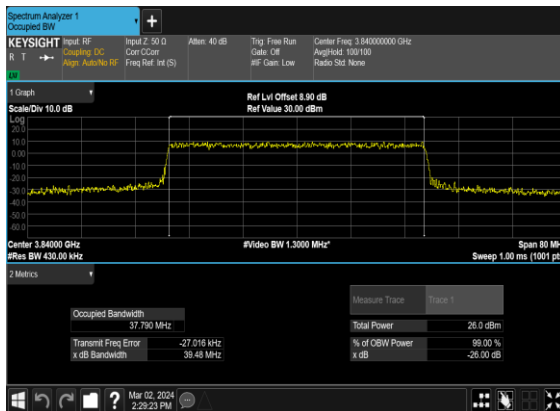 Spectrum Analyzer 1
Occupied BW
KEYSIGHT
R T
Input: RF
Coupling: DC
Align: Auto/No RF
Input Z: 50 Ω
Corr CCorr
Freq Ref: Int (S)
Atten: 40 dB
Trig: Free Run
Gate: Off
#IF Gain: Low
Center Freq: 3.840000000 GHz
Avg|Hold: 100/100
Radio Std: None
1 Graph
Scale/Div 10.0 dB
Ref Lvl Offset 8.90 dB
Ref Value 30.00 dBm
Log
20.0
10.0
0.00
-10.0
-20.0
-30.0
-40.0
-50.0
-60.0
Center 3.84000 GHz
#Res BW 430.00 kHz
#Video BW 1.3000 MHz*
Span 80 MH
Sweep 1.00 ms (1001 pt
2 Metrics
Measure Trace Trace 1
Occupied Bandwidth
37.790 MHz
Total Power 26.0 dBm
Transmit Freq Error -27.016 kHz
% of OBW Power 99.00 %
x dB Bandwidth 39.48 MHz
x dB -26.00 dB
Mar 02, 2024
2:29:23 PM